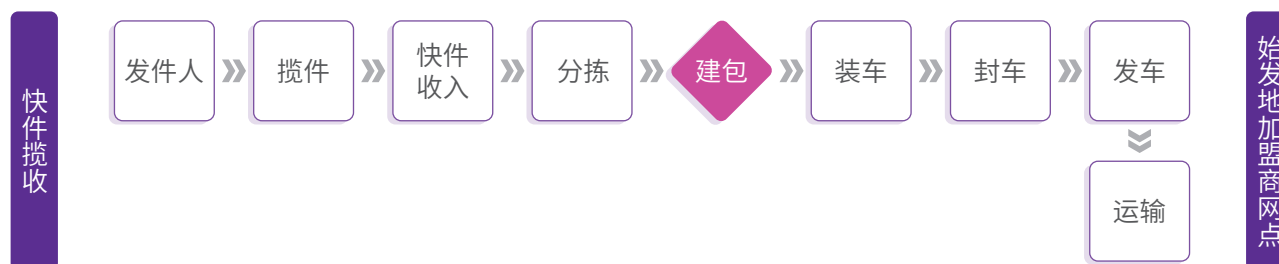 快件揽收
发件人
揽件
快件
收入
分拣
建包
装车
封车
发车
运输
始发地加盟商网点